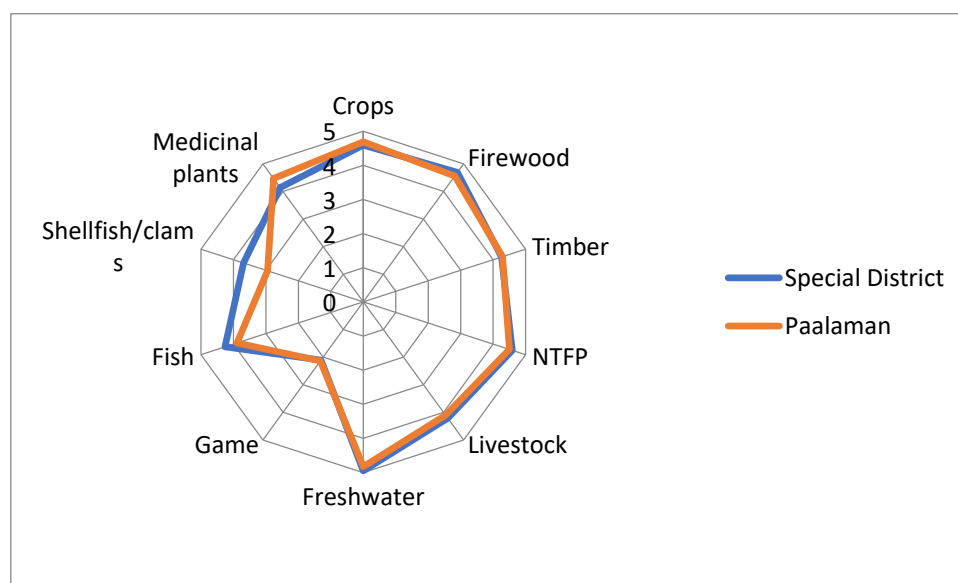 Crops
Firewood
Timber
NTFP
Livestock
Freshwater
Game
Fish
Shellfish/clam
s
Medicinal
plants
5
4
3
2
1
0
Special District
Paalaman